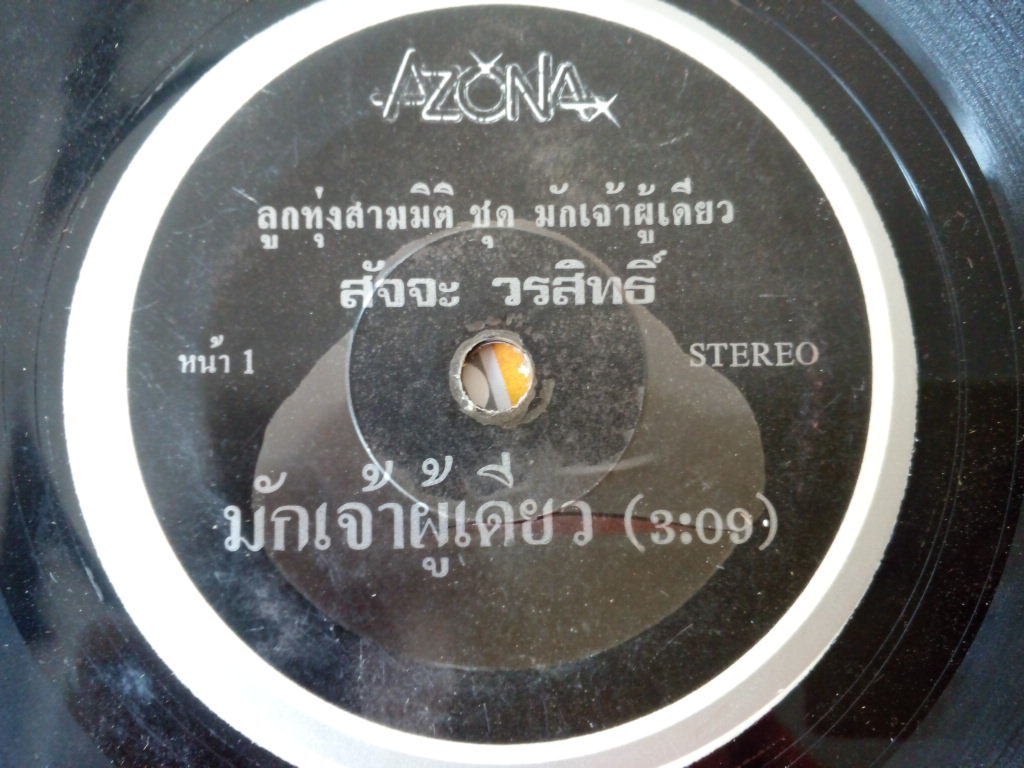 AZONA
ลูกทุ่งสามมิติ ชุด มักเจ้าผู้เดียว
สัจจะ วรสิทธิ์
หน้า 1
STEREO
มักเจ้าผู้เดียว (3:09)